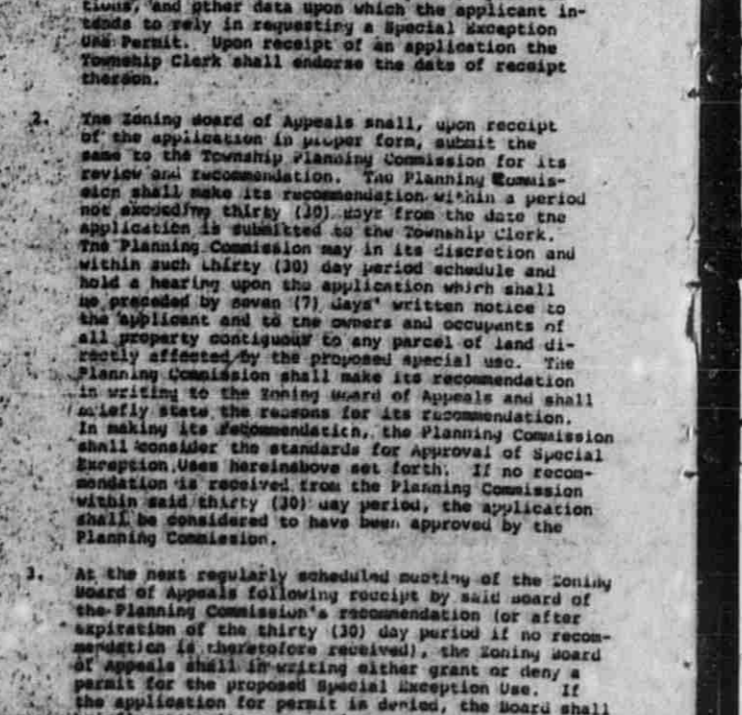 tions, and other data upon which the applicant in-
tends to rely in requesting a Special Exception
Use Permit. Upon receipt of an application the
Township Clerk shall endorse the date of receipt
thereon.
2. The Zoning Board of Appeals shall, upon receipt
of the application in proper form, submit the
same to the Township Planning Commission for its
review and recommendation. The Planning Commis-
sion shall make its recommendation within a period
not exceeding thirty (30) days from the date the
application is submitted to the Township Clerk.
The Planning Commission may in its discretion and
within such thirty (30) day period schedule and
hold a hearing upon the application which shall
be preceded by seven (7) days' written notice to
the applicant and to the owners and occupants of
all property contiguous to any parcel of land di-
rectly affected by the proposed special use. The
Planning Commission shall make its recommendation
in writing to the Zoning Board of Appeals and shall
briefly state the reasons for its recommendation.
In making its recommendation, the Planning Commission
shall consider the standards for Approval of Special
Exception Uses hereinabove set forth. If no recom-
mendation is received from the Planning Commission
within said thirty (30) day period, the application
shall be considered to have been approved by the
Planning Commission.
3. At the next regularly scheduled meeting of the Zoning
Board of Appeals following receipt by said Board of
the Planning Commission's recommendation (or after
expiration of the thirty (30) day period if no recom-
mendation is theretofore received), the Zoning Board
of Appeals shall in writing either grant or deny a
permit for the proposed Special Exception Use. If
the application for permit is denied, the Board shall